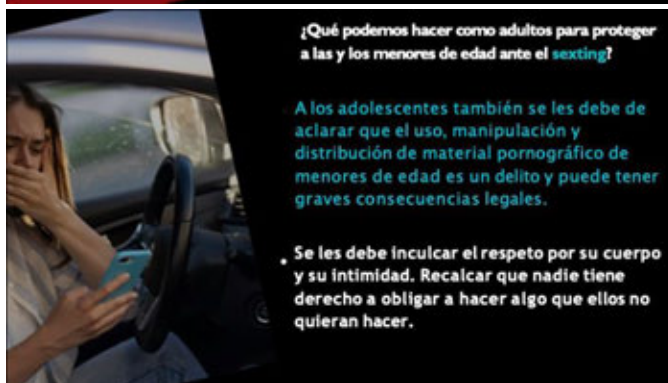 ¿Qué podemos hacer como adultos para proteger
a las y los menores de edad ante el sexting?
A los adolescentes también se les debe de
aclarar que el uso, manipulación y
distribución de material pornográfico de
menores de edad es un delito y puede tener
graves consecuencias legales.
• Se les debe inculcar el respeto por su cuerpo
y su intimidad. Recalcar que nadie tiene
derecho a obligar a hacer algo que ellos no
quieran hacer.